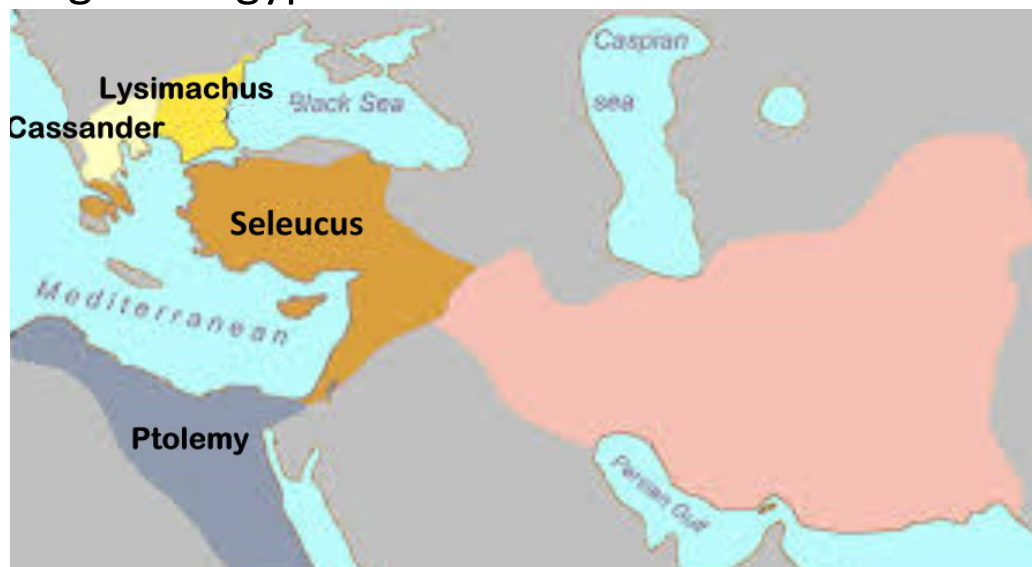 Lysimachus
Cassander
Black Sea
Caspian
sea
Seleucus
Mediterranean
Ptolemy
Persian Gulf